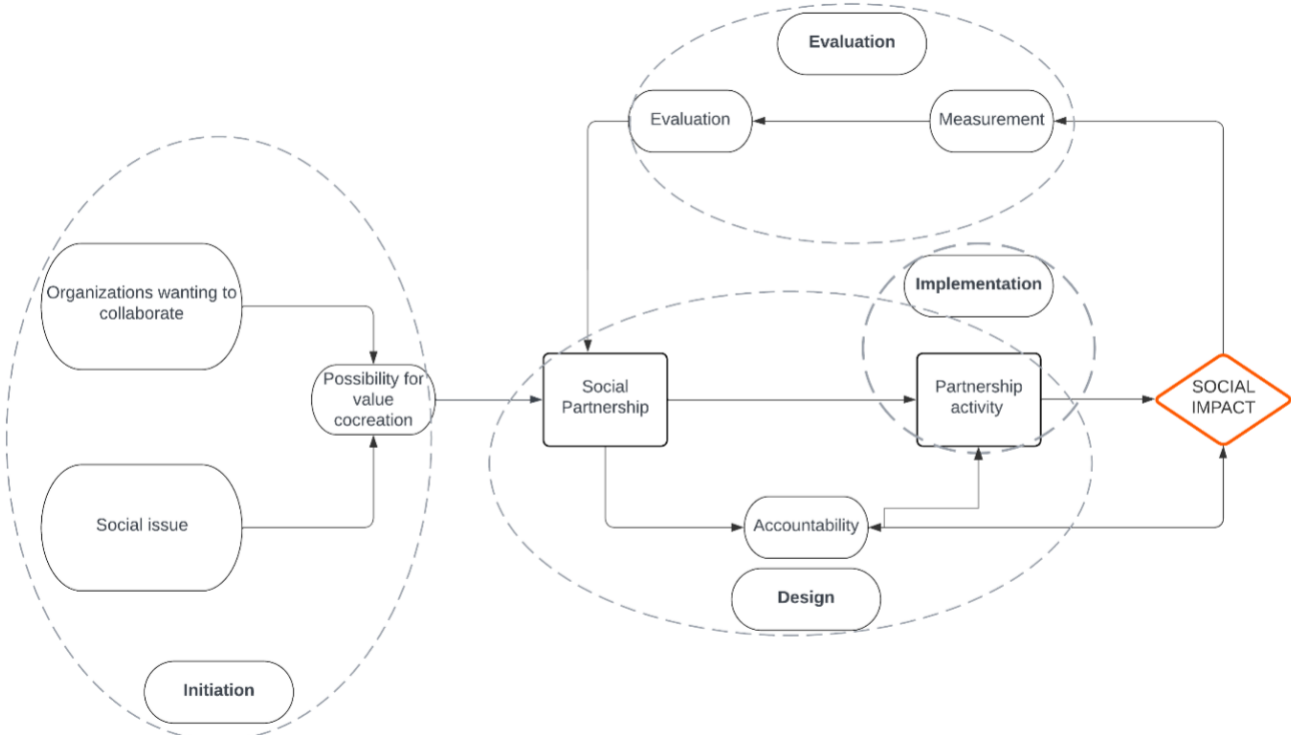 Evaluation
Evaluation
Measurement
Organizations wanting to
collaborate
Implementation
Possibility for
value
cocreation
Social
Partnership
Partnership
activity
SOCIAL
IMPACT
Social issue
Accountability
Design
Initiation